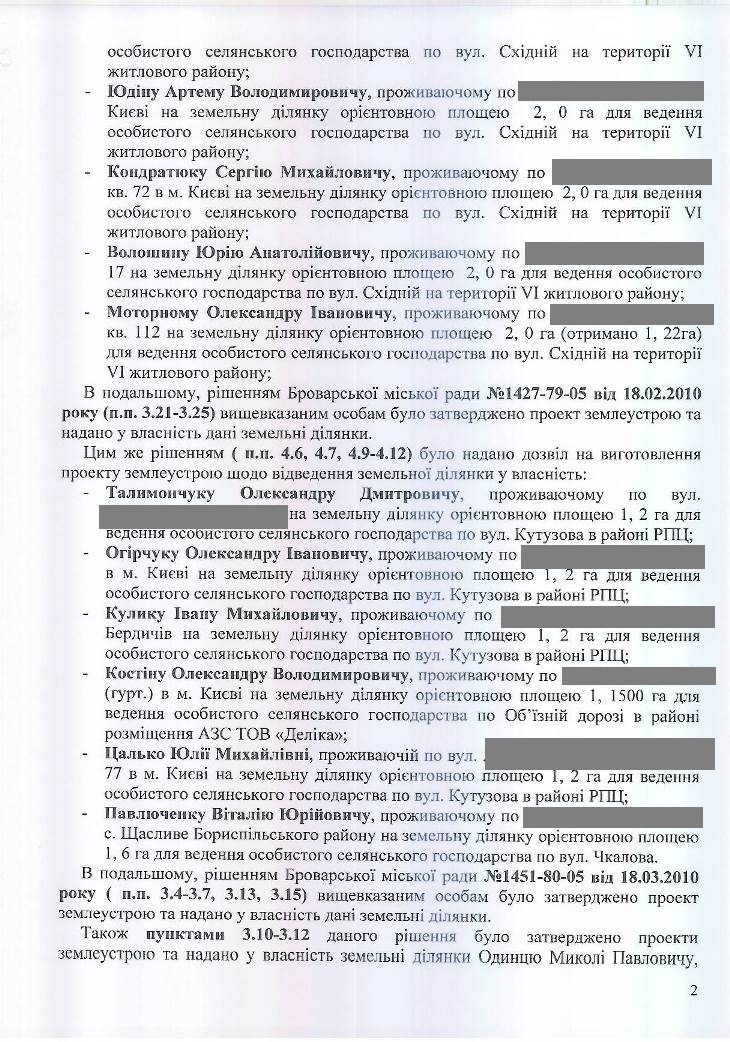 особистого селянського господарства по вул. Східній на території VI
житлового району;
- Юдіну Артему Володимировичу, проживаючому по
Києві на земельну ділянку орієнтовною площею 2, 0 га для ведення
особистого селянського господарства по вул. Східній на території VI
житлового району;
- Кондратюку Сергію Михайловичу, проживаючому по
кв. 72 в м. Києві на земельну ділянку орієнтовною площею 2, 0 га для ведення
особистого селянського господарства по вул. Східній на території VI
житлового району;
- Волошину Юрію Анатолійовичу, проживаючому по
17 на земельну ділянку орієнтовною площею 2, 0 га для ведення особистого
селянського господарства по вул. Східній на території VI житлового району;
- Моторному Олександру Івановичу, проживаючому по
кв. 112 на земельну ділянку орієнтовною площею 2, 0 га (отримано 1, 22га)
для ведення особистого селянського господарства по вул. Східній на території
VI житлового району;
В подальшому, рішенням Броварської міської ради №1427-79-05 від 18.02.2010
року (п.п. 3.21-3.25) вищевказаним особам було затверджено проект землеустрою та
надано у власність дані земельні ділянки.
Цим же рішенням ( п.п. 4.6, 4.7, 4.9-4.12) було надано дозвіл на виготовлення
проекту землеустрою щодо відведення земельної ділянки у власність:
- Талимончуку Олександру Дмитровичу, проживаючому по вул.
на земельну ділянку орієнтовною площею 1, 2 га для
ведення особистого селянського господарства по вул. Кутузова в районі РПЦ;
- Огірчуку Олександру Івановичу, проживаючому по
в м. Києві на земельну ділянку орієнтовною площею 1, 2 га для ведення
особистого селянського господарства по вул. Кутузова в районі РПЦ;
- Кулику Івану Михайловичу, проживаючому по
Бердичів на земельну ділянку орієнтовною площею 1, 2 га для ведення
особистого селянського господарства по вул. Кутузова в районі РПЦ;
- Костіну Олександру Володимировичу, проживаючому по
(гурт.) в м. Києві на земельну ділянку орієнтовною площею 1, 1500 га для
ведення особистого селянського господарства по Об’їзній дорозі в районі
розміщення АЗС ТОВ «Деліка»;
- Цалько Юлії Михайлівні, проживаючій по вул.
77 в м. Києві на земельну ділянку орієнтовною площею 1, 2 га для ведення
особистого селянського господарства по вул. Кутузова в районі РПЦ;
- Павлюченку Віталію Юрійовичу, проживаючому по
с. Щасливе Бориспільського району на земельну ділянку орієнтовною площею
1, 6 га для ведення особистого селянського господарства по вул. Чкалова.
В подальшому, рішенням Броварської міської ради №1451-80-05 від 18.03.2010
року ( п.п. 3.4-3.7, 3.13, 3.15) вищевказаним особам було затверджено проект
землеустрою та надано у власність дані земельні ділянки.
Також пунктами 3.10-3.12 даного рішення було затверджено проекти
землеустрою та надано у власність земельні ділянки Одинцю Миколі Павловичу,
2